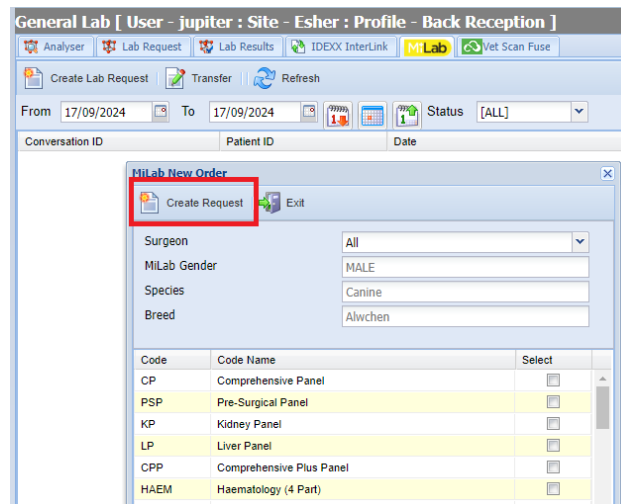 General Lab [ User - jupiter : Site - Esher : Profile - Back Reception ]
Analyser Lab Request Lab Results IDEXX InterLink MiLab Vet Scan Fuse
Create Lab Request Transfer Refresh
From 17/09/2024 To 17/09/2024 Status [ALL]
Conversation ID Patient ID Date
MiLab New Order
Create Request Exit
Surgeon All
MiLab Gender MALE
Species Canine
Breed Alwchen
Code Code Name Select
CP Comprehensive Panel
PSP Pre-Surgical Panel
KP Kidney Panel
LP Liver Panel
CPP Comprehensive Plus Panel
HAEM Haematology (4 Part)